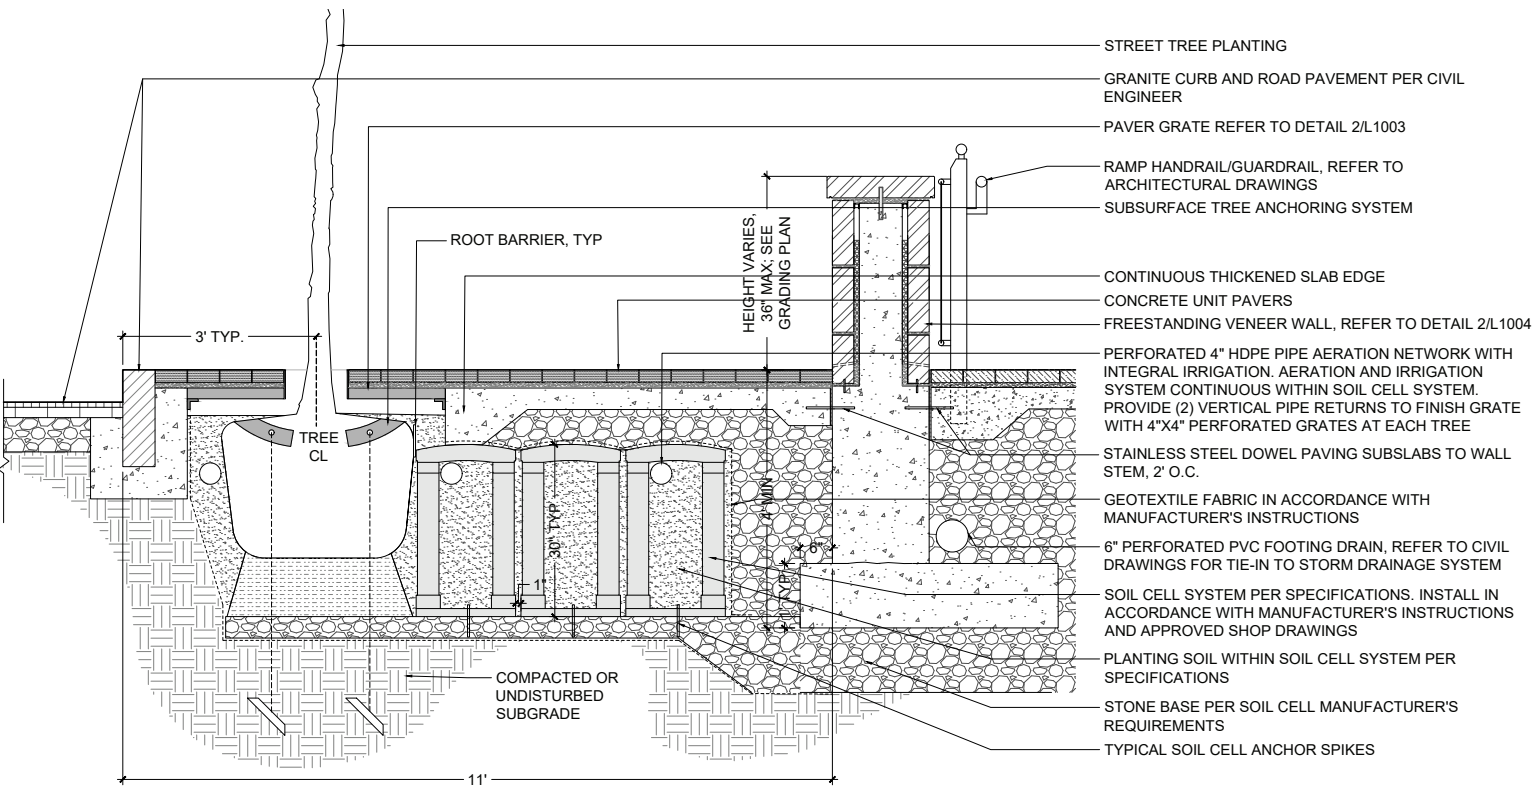 STREET TREE PLANTING
GRANITE CURB AND ROAD PAVEMENT PER CIVIL
ENGINEER
PAVER GRATE REFER TO DETAIL 2/L1003
RAMP HANDRAIL/GUARDRAIL, REFER TO
ARCHITECTURAL DRAWINGS
SUBSURFACE TREE ANCHORING SYSTEM
ROOT BARRIER, TYP
HEIGHT VARIES,
36" MAX; SEE
GRADING PLAN
CONTINUOUS THICKENED SLAB EDGE
CONCRETE UNIT PAVERS
FREESTANDING VENEER WALL, REFER TO DETAIL 2/L1004
3' TYP.
PERFORATED 4" HDPE PIPE AERATION NETWORK WITH
INTEGRAL IRRIGATION. AERATION AND IRRIGATION
SYSTEM CONTINUOUS WITHIN SOIL CELL SYSTEM.
PROVIDE (2) VERTICAL PIPE RETURNS TO FINISH GRATE
WITH 4"X4" PERFORATED GRATES AT EACH TREE
TREE
CL
STAINLESS STEEL DOWEL PAVING SUBSLABS TO WALL
STEM, 2' O.C.
GEOTEXTILE FABRIC IN ACCORDANCE WITH
MANUFACTURER'S INSTRUCTIONS
4' MIN
30" TYP
6"
6" PERFORATED PVC FOOTING DRAIN, REFER TO CIVIL
DRAWINGS FOR TIE-IN TO STORM DRAINAGE SYSTEM
1"
TYP
SOIL CELL SYSTEM PER SPECIFICATIONS. INSTALL IN
ACCORDANCE WITH MANUFACTURER'S INSTRUCTIONS
AND APPROVED SHOP DRAWINGS
PLANTING SOIL WITHIN SOIL CELL SYSTEM PER
SPECIFICATIONS
COMPACTED OR
UNDISTURBED
SUBGRADE
STONE BASE PER SOIL CELL MANUFACTURER'S
REQUIREMENTS
TYPICAL SOIL CELL ANCHOR SPIKES
11'